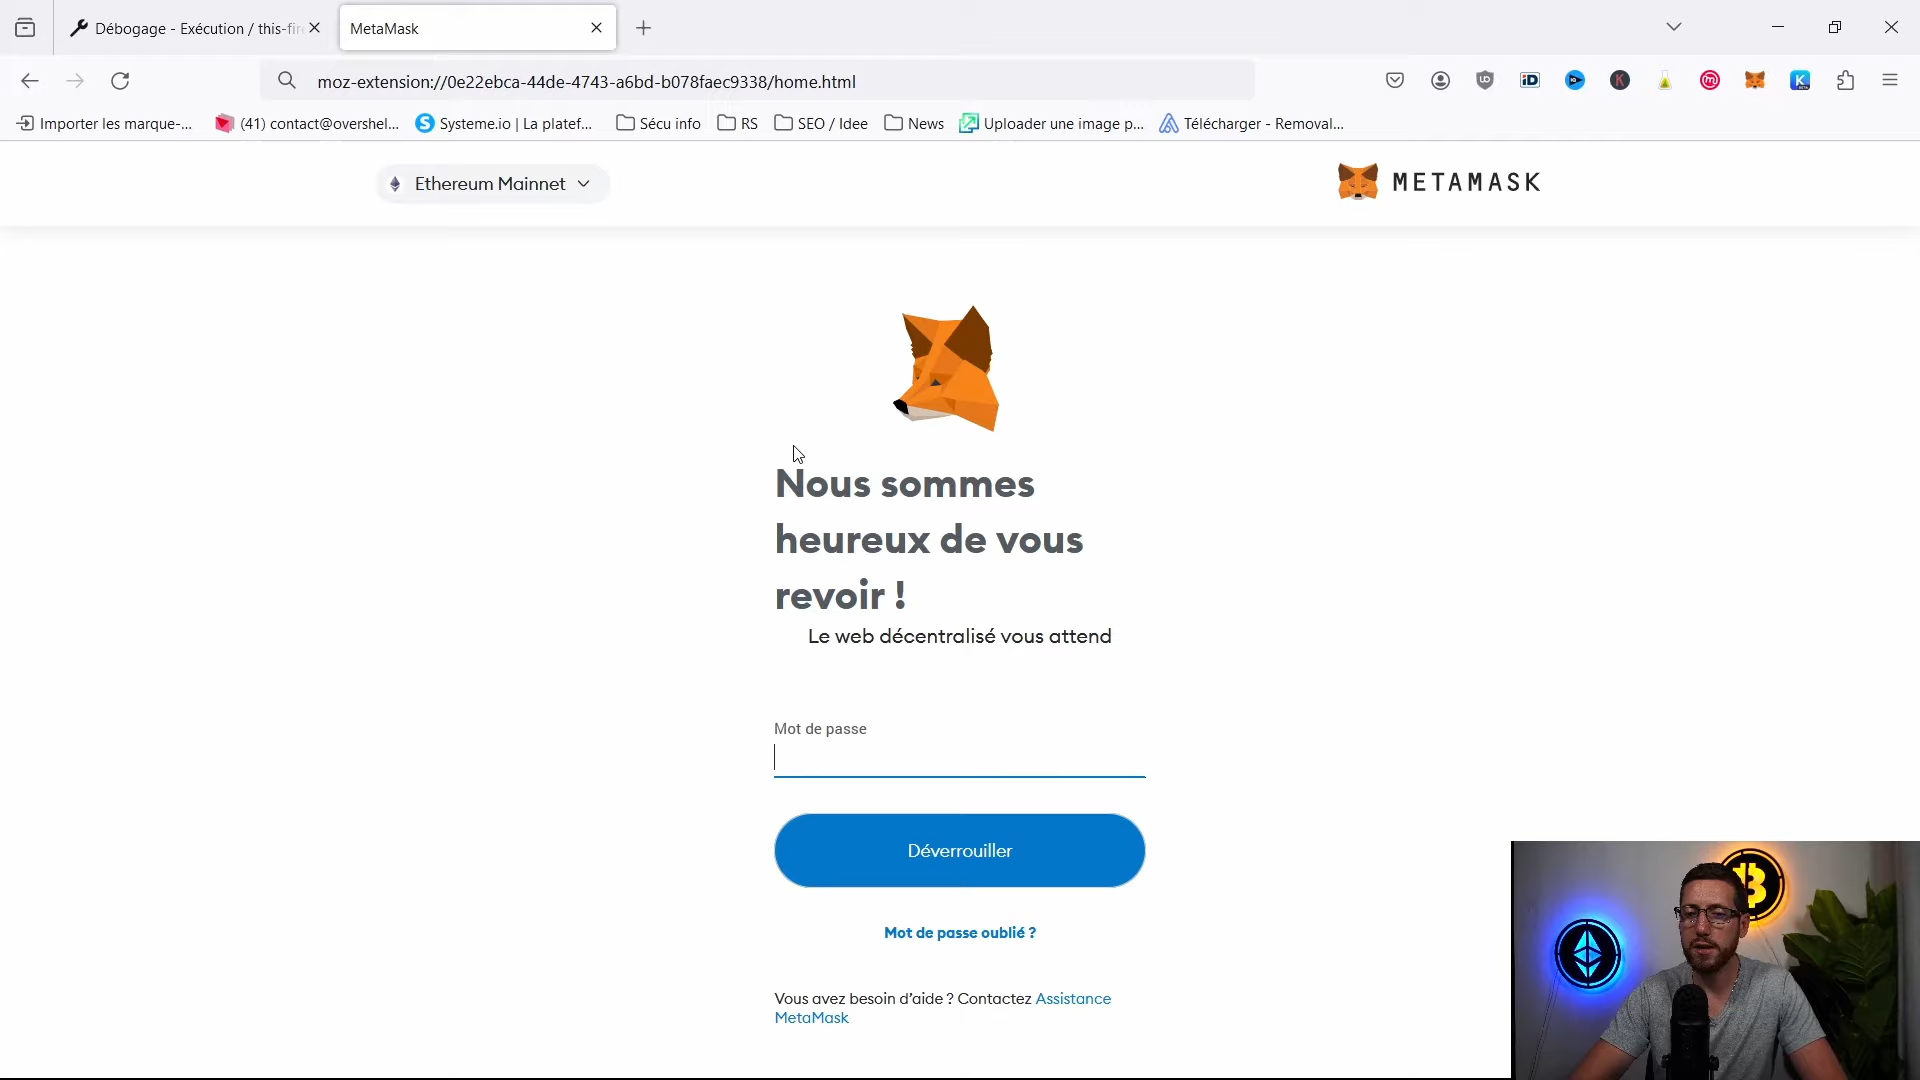 Débogage - Exécution / this-fir
MetaMask
moz-extension://0e22ebca-44de-4743-a6bd-b078faec9338/home.html
Importer les marque-...
(41) contact@overshel...
Systeme.io | La platef...
Sécu info
RS
SEO / Idee
News
Uploader une image p...
Télécharger - Removal...
Ethereum Mainnet
METAMASK
Nous sommes
heureux de vous
revoir !
Le web décentralisé vous attend
Mot de passe
Déverrouiller
Mot de passe oublié ?
Vous avez besoin d’aide ? Contactez Assistance
MetaMask